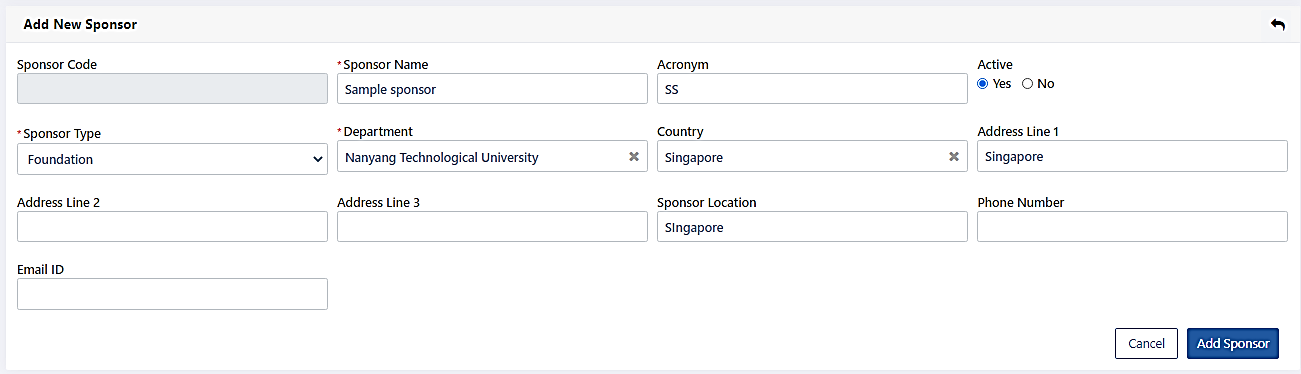 Add New Sponsor
Sponsor Code
* Sponsor Name
Acronym
Active
Sample sponsor
SS
Yes
No
* Sponsor Type
* Department
Country
Address Line 1
Foundation
Nanyang Technological University
Singapore
Singapore
Address Line 2
Address Line 3
Sponsor Location
Phone Number
SIngapore
Email ID
Cancel
Add Sponsor